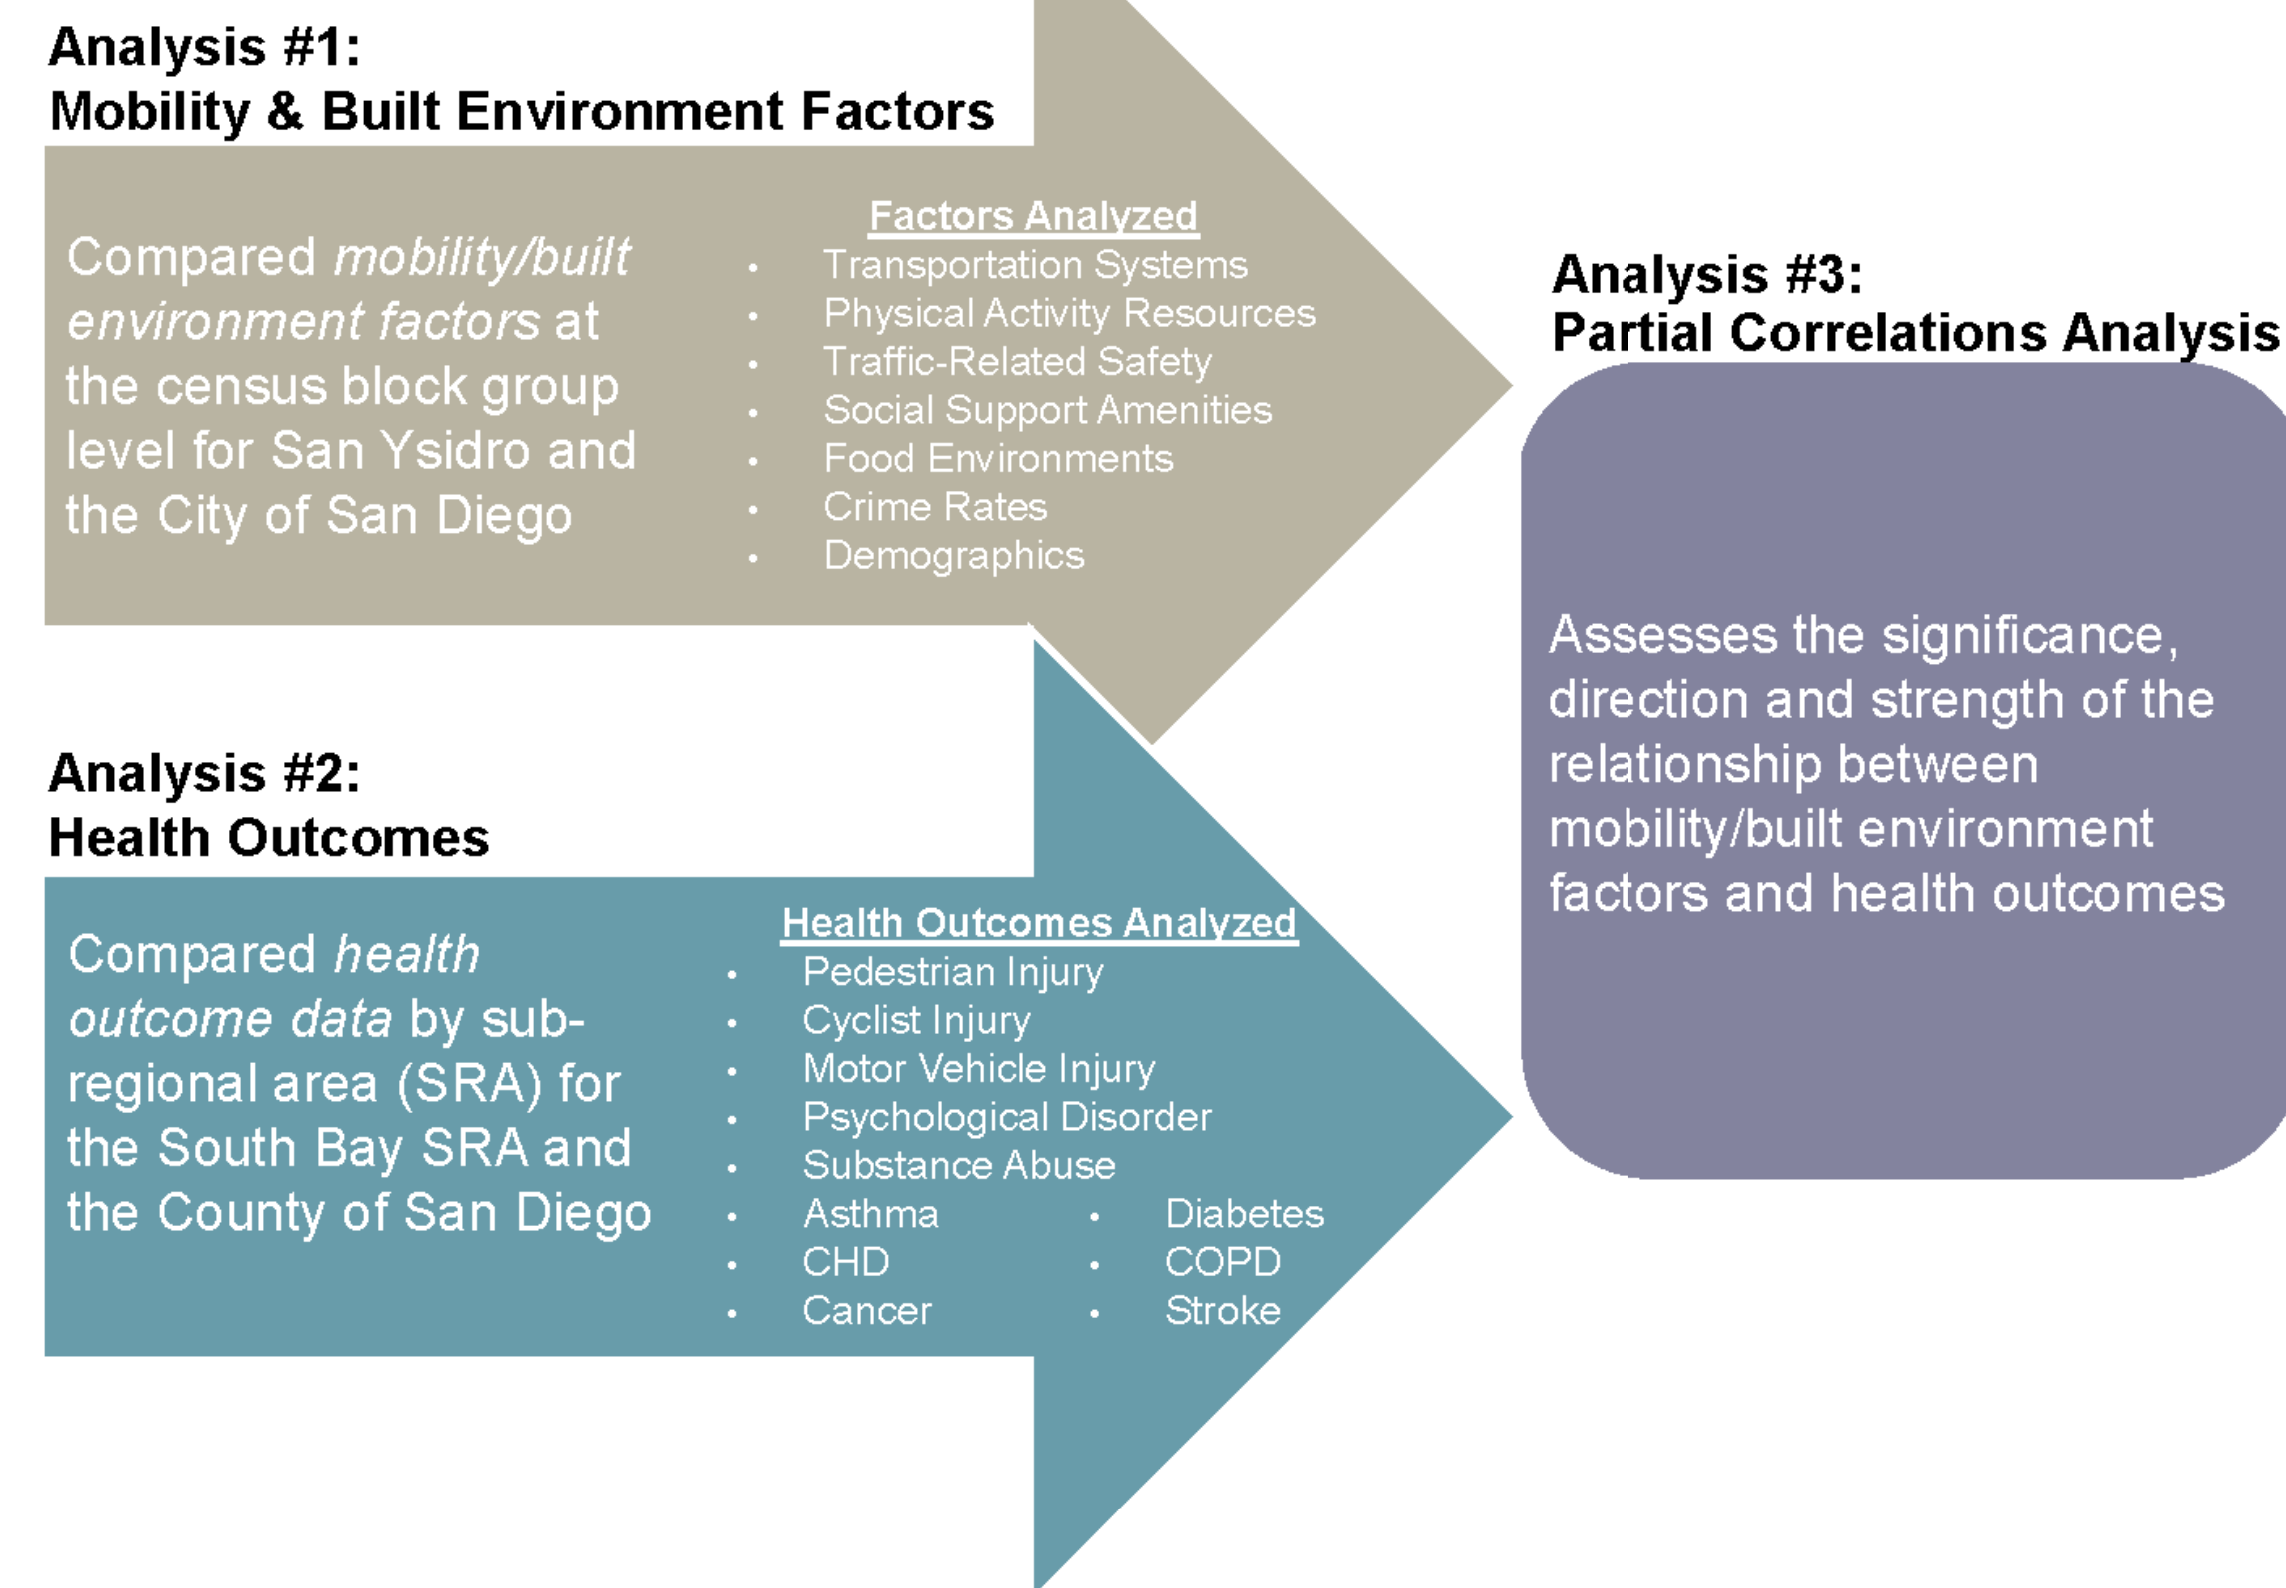 Analysis #1:
Mobility & Built Environment Factors
Compared mobility/built
environment factors at
the census block group
level for San Ysidro and
the City of San Diego
Factors Analyzed
• Transportation Systems
• Physical Activity Resources
• Traffic-Related Safety
• Social Support Amenities
• Food Environments
• Crime Rates
• Demographics
Analysis #2:
Health Outcomes
Compared health
outcome data by sub-
regional area (SRA) for
the South Bay SRA and
the County of San Diego
Health Outcomes Analyzed
• Pedestrian Injury
• Cyclist Injury
• Motor Vehicle Injury
• Psychological Disorder
• Substance Abuse
• Asthma • Diabetes
• CHD • COPD
• Cancer • Stroke
Analysis #3:
Partial Correlations Analysis
Assesses the significance,
direction and strength of the
relationship between
mobility/built environment
factors and health outcomes